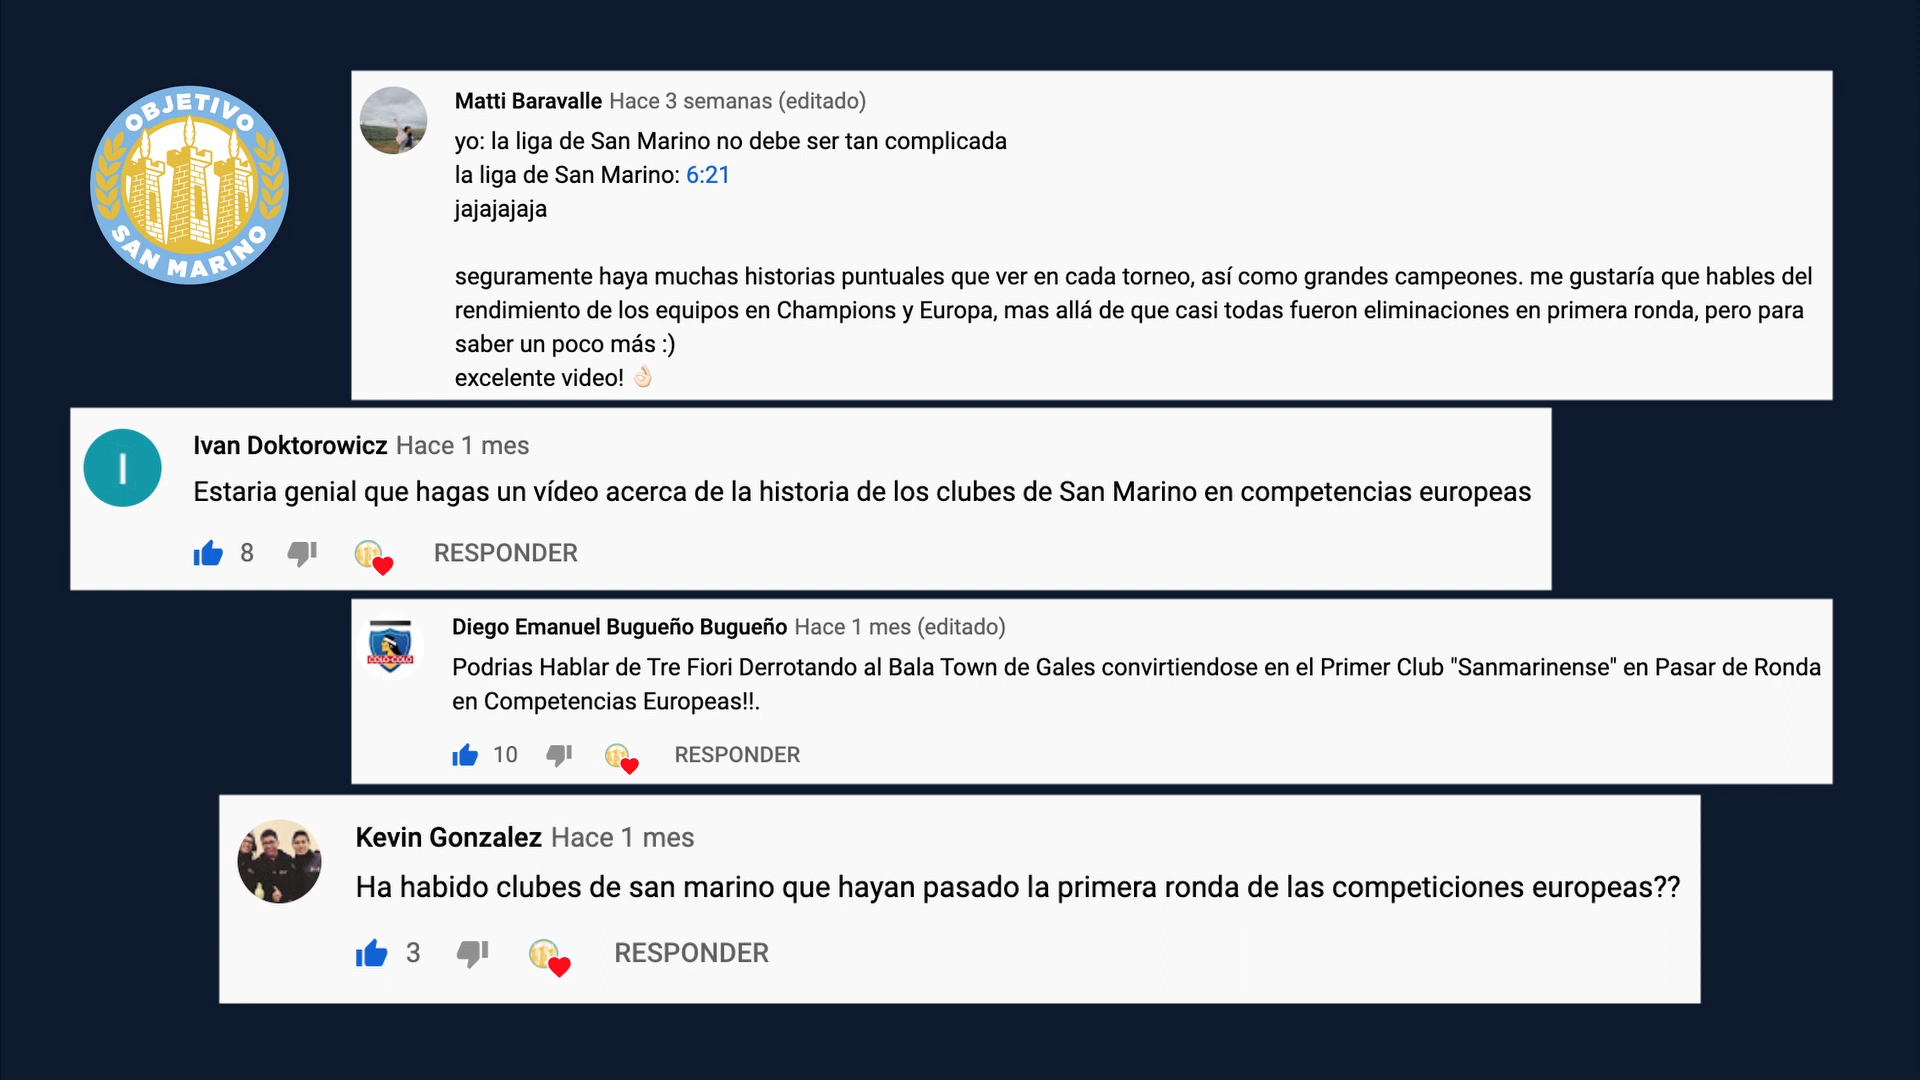 OBJETIVO
SAN MARINO
Matti Baravalle Hace 3 semanas (editado)
yo: la liga de San Marino no debe ser tan complicada
la liga de San Marino: 6:21
jajajajaja
seguramente haya muchas historias puntuales que ver en cada torneo, así como grandes campeones. me gustaría que hables del
rendimiento de los equipos en Champions y Europa, mas allá de que casi todas fueron eliminaciones en primera ronda, pero para
saber un poco más :)
excelente video! 👌🏻
I
Ivan Doktorowicz Hace 1 mes
Estaria genial que hagas un vídeo acerca de la historia de los clubes de San Marino en competencias europeas
8 RESPONDER
COLO-COLO
Diego Emanuel Bugueño Bugueño Hace 1 mes (editado)
Podrias Hablar de Tre Fiori Derrotando al Bala Town de Gales convirtiendose en el Primer Club "Sanmarinense" en Pasar de Ronda
en Competencias Europeas!!.
10 RESPONDER
Kevin Gonzalez Hace 1 mes
Ha habido clubes de san marino que hayan pasado la primera ronda de las competiciones europeas??
3 RESPONDER